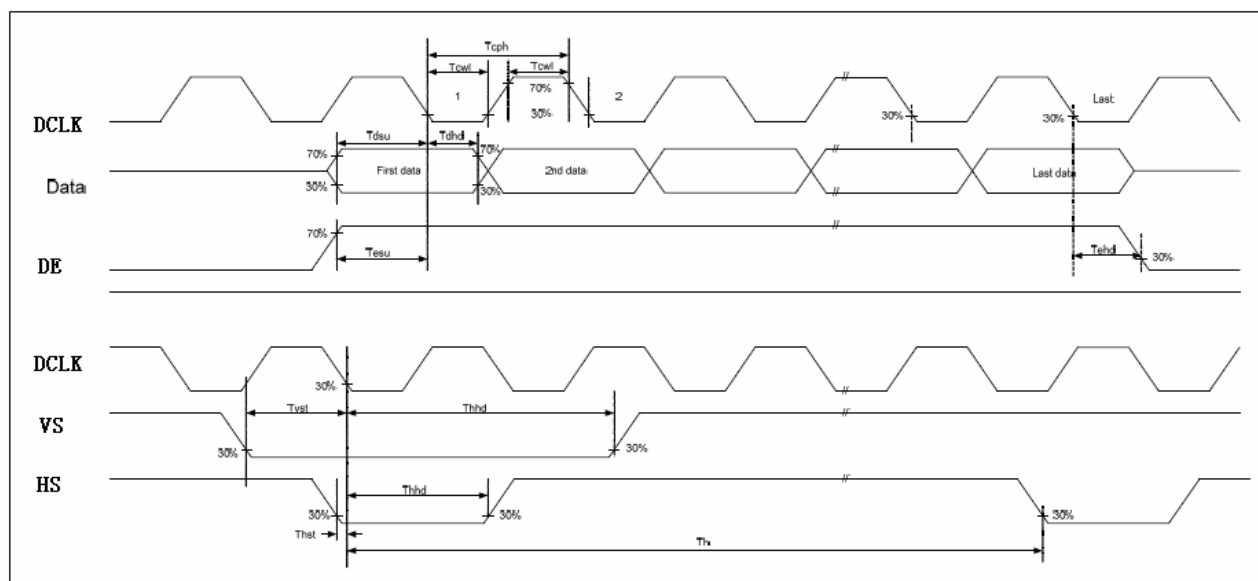 Tcph
Tcwl Tcwl
1 70% 2 Last
30% 30% 30%
DCLK
Tdsu Tdhd
70% 70%
First data 2nd data Last data
Data
30% 30%
70%
Tesu Tehd
DE
30%
DCLK
30%
Tvst Thhd
VS
30% 30%
HS
Thhd
30% 30% 30%
Thst
Th